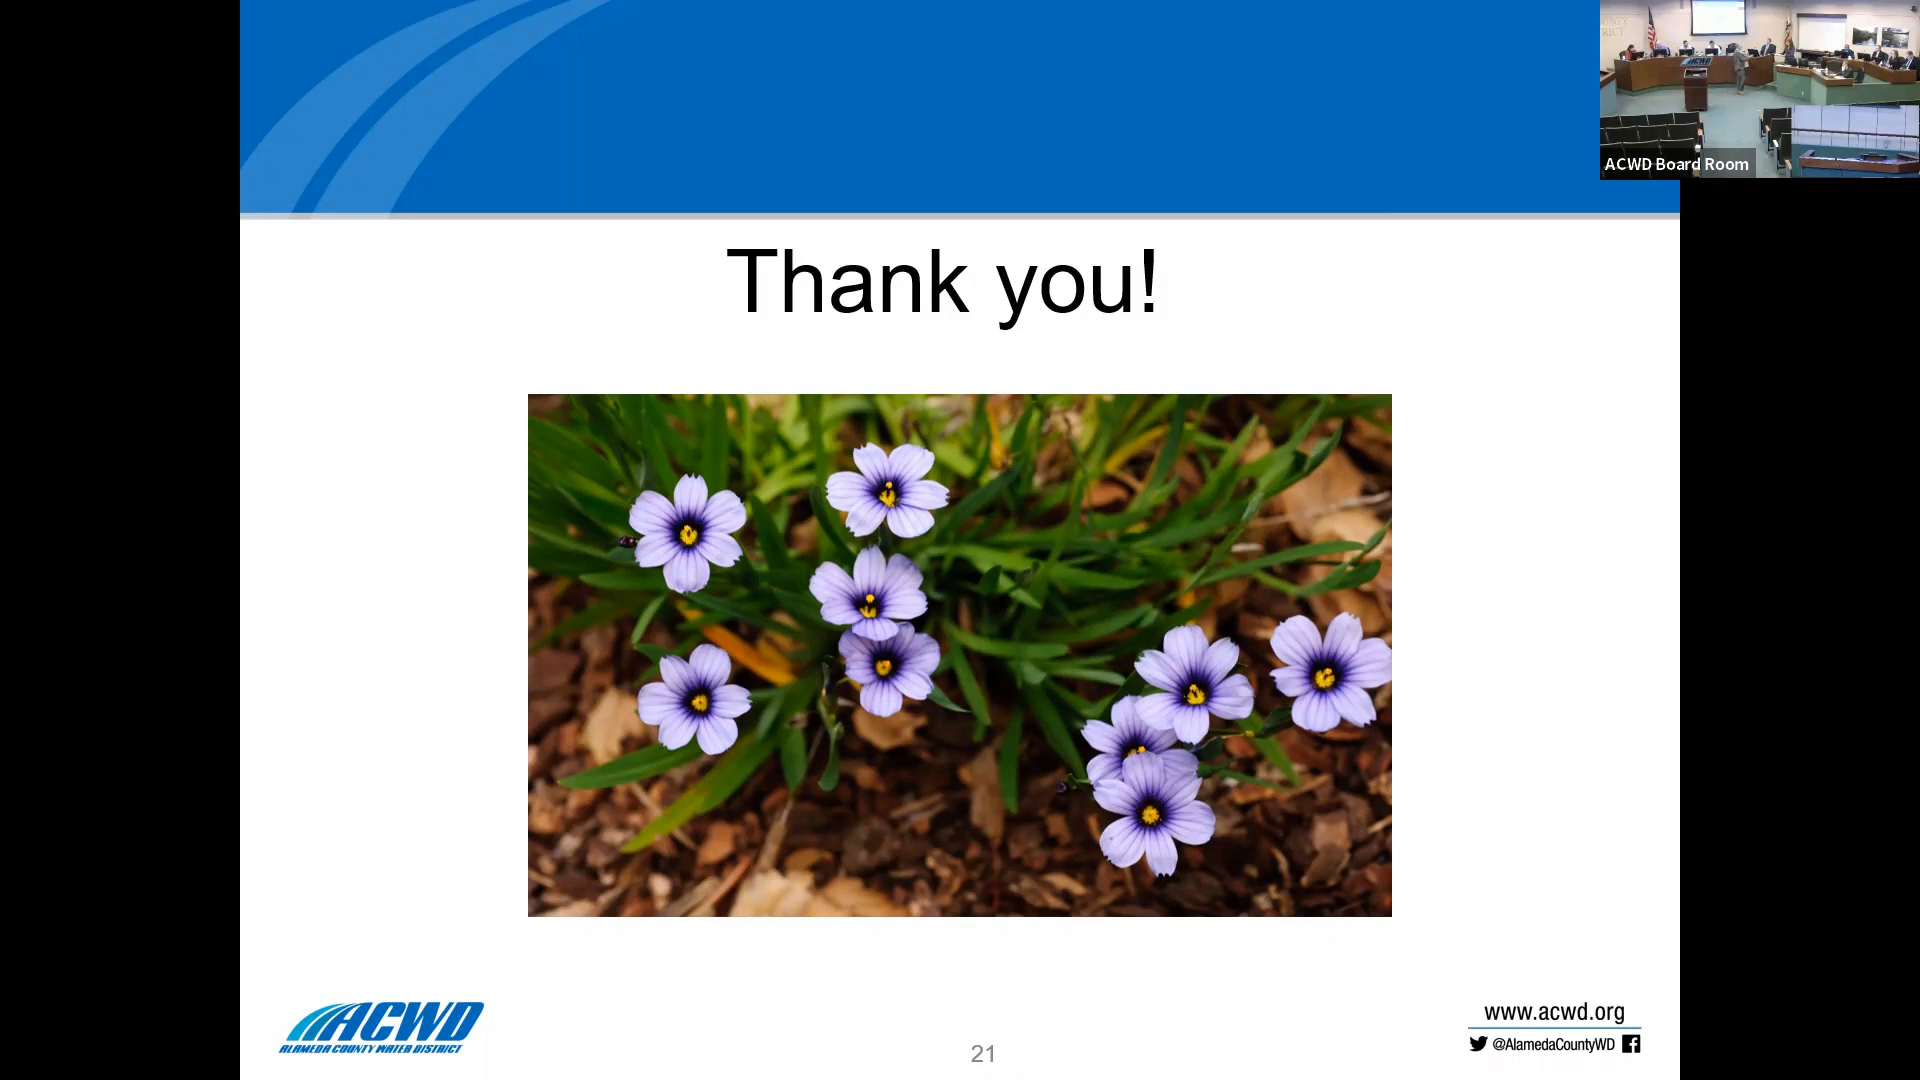 ACWD Board Room
Thank you!
ACWD
ALAMEDA COUNTY WATER DISTRICT
21
www.acwd.org
@AlamedaCountyWD